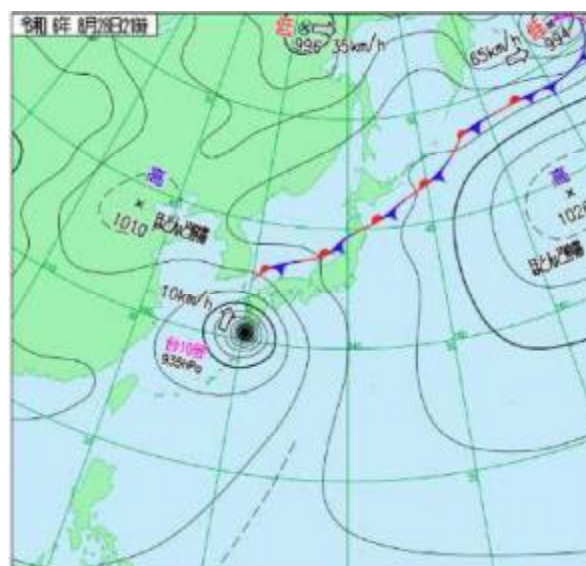 令和 6年 8月28日21時
低
996 35km/h
65km/h
低
994
高
1010
ほとんど停滞
高
ほとんど停滞
10km/h
台10号
935hPa